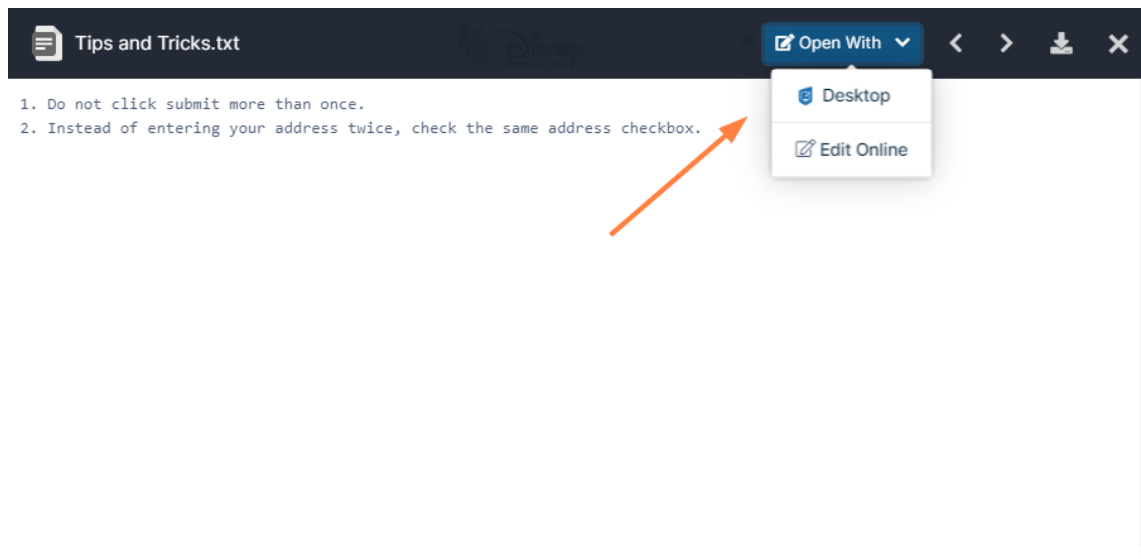 Tips and Tricks.txt
Disney
Open With
Desktop
Edit Online
1. Do not click submit more than once.
2. Instead of entering your address twice, check the same address checkbox.